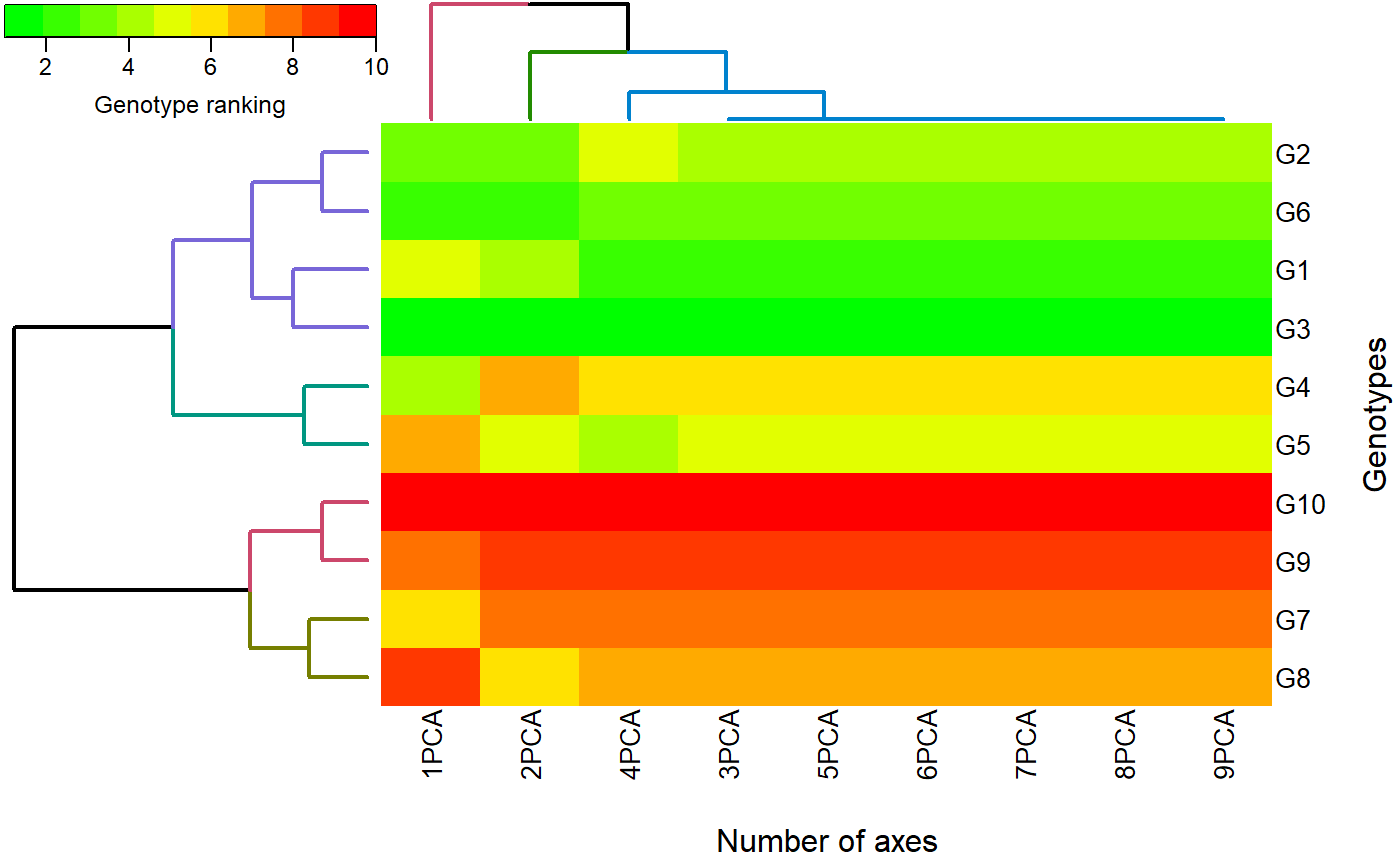 2 4 6 8 10
Genotype ranking
G2
G6
G1
G3
G4
G5
G10
G9
G7
G8
Genotypes
1PCA 2PCA 4PCA 3PCA 5PCA 6PCA 7PCA 8PCA 9PCA
Number of axes